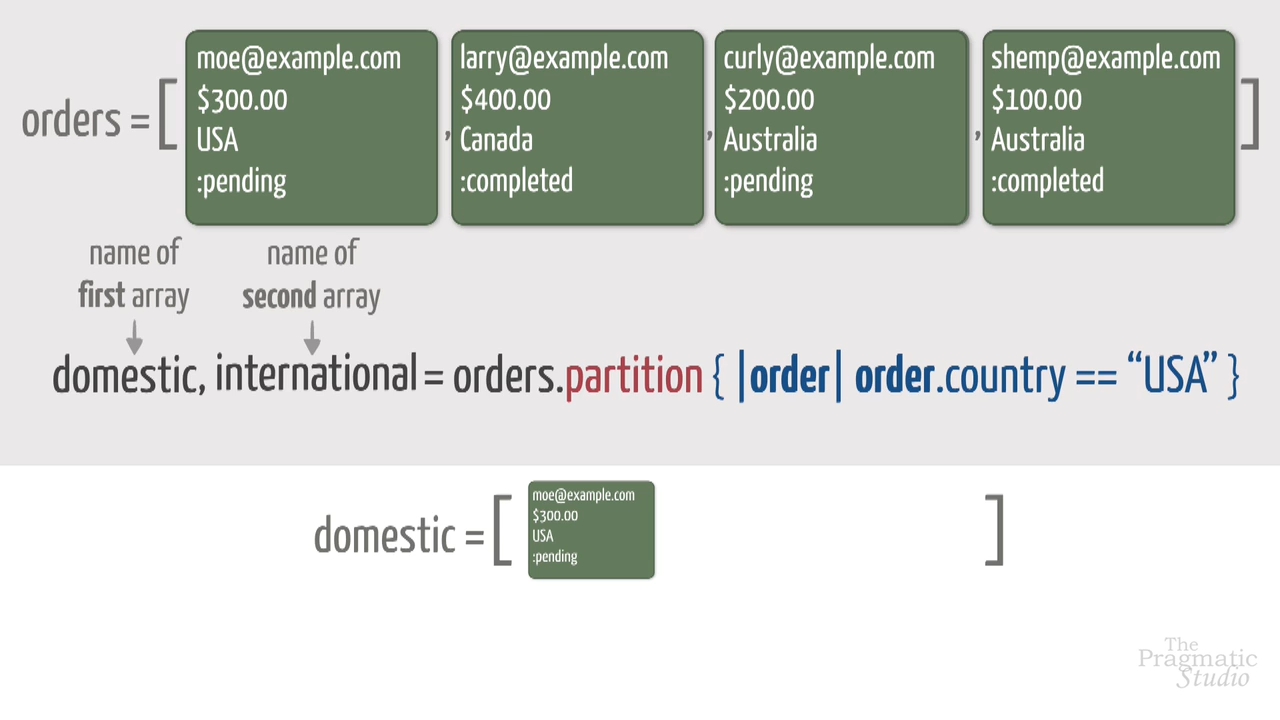 orders = [
moe@example.com
$300.00
USA
:pending
,
larry@example.com
$400.00
Canada
:completed
,
curly@example.com
$200.00
Australia
:pending
,
shemp@example.com
$100.00
Australia
:completed
]
name of
first array
name of
second array
domestic, international = orders.partition { |order| order.country == “USA” }
domestic = [
moe@example.com
$300.00
USA
:pending
]
The
Pragmatic
Studio